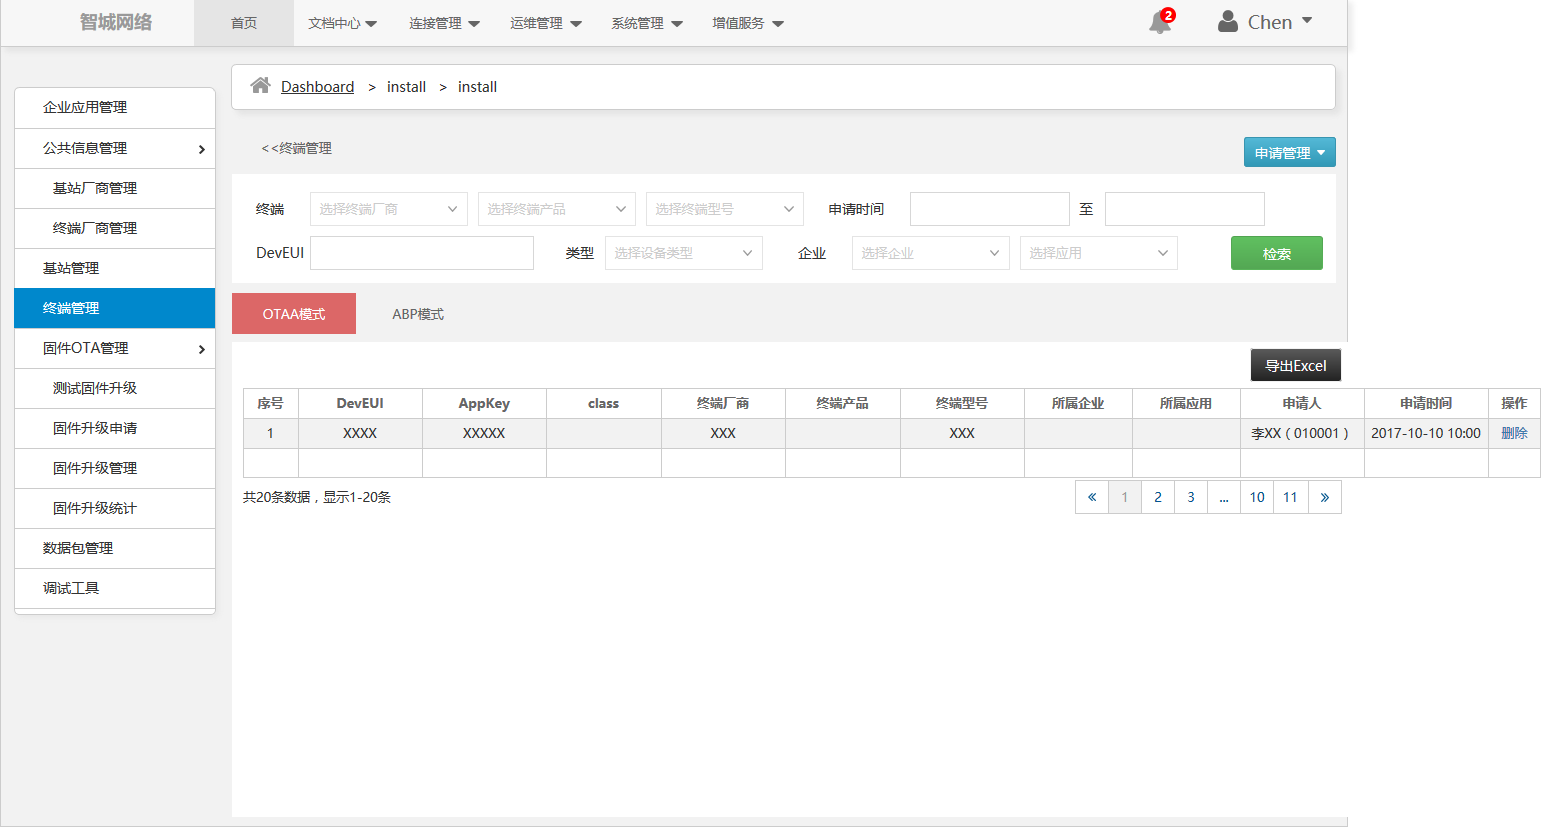 智城网络
首页
文档中心
连接管理
运维管理
系统管理
增值服务
2
Chen
Dashboard > install > install
企业应用管理
公共信息管理
基站厂商管理
终端厂商管理
基站管理
终端管理
固件OTA管理
测试固件升级
固件升级申请
固件升级管理
固件升级统计
数据包管理
调试工具
<<终端管理
申请管理
终端 选择终端厂商 选择终端产品 选择终端型号 申请时间 至
DevEUI 类型 选择设备类型 企业 选择企业 选择应用 检索
OTAA模式 ABP模式
导出Excel
序号 DevEUI AppKey class 终端厂商 终端产品 终端型号 所属企业 所属应用 申请人 申请时间 操作
1 XXXX XXXXX XXX XXX 李XX（010001） 2017-10-10 10:00 删除
共20条数据，显示1-20条
« 1 2 3 ... 10 11 »